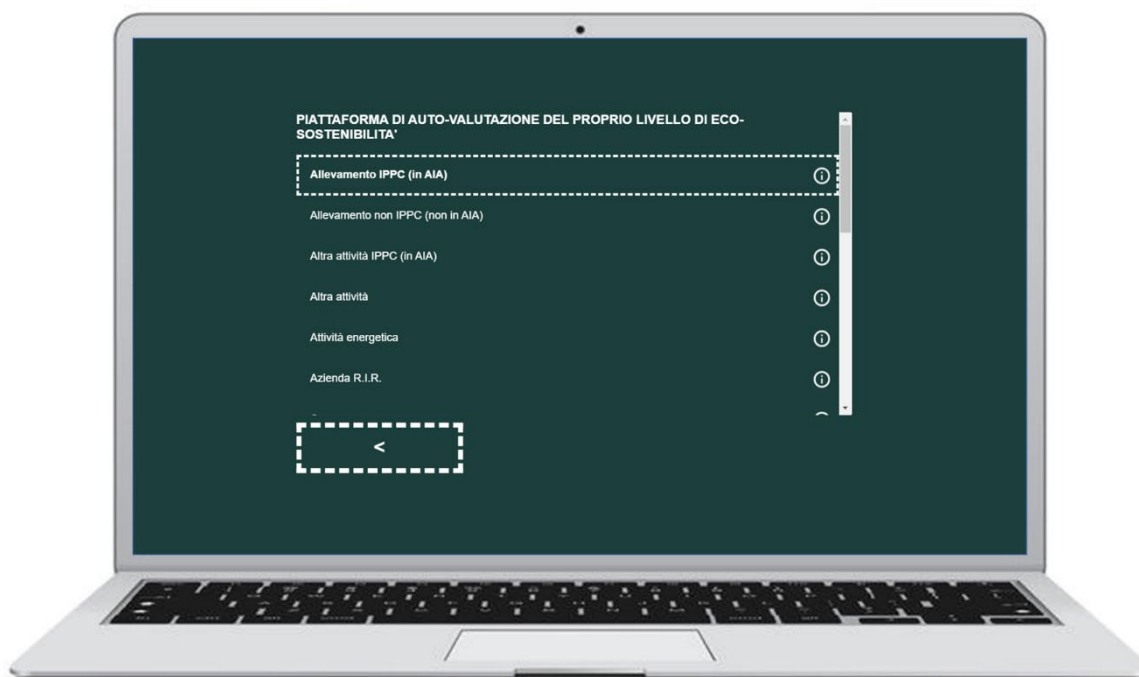 PIATTAFORMA DI AUTO-VALUTAZIONE DEL PROPRIO LIVELLO DI ECO-
SOSTENIBILITA'
Allevamento IPPC (in AIA)
Allevamento non IPPC (non in AIA)
Altra attività IPPC (in AIA)
Altra attività
Attività energetica
Azienda R.I.R.
<